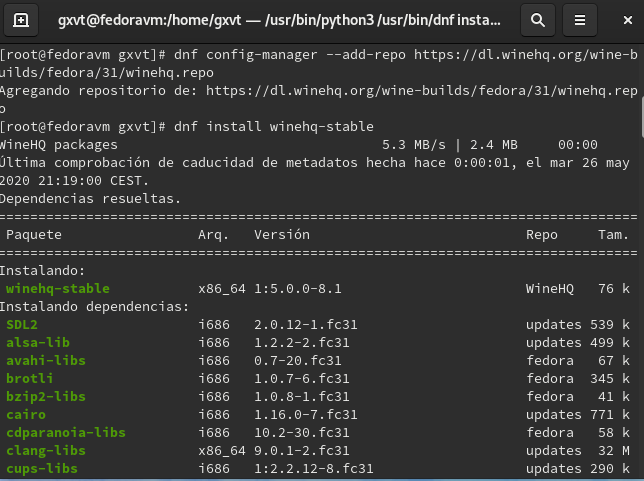 gxvt@fedoravm:/home/gxvt — /usr/bin/python3 /usr/bin/dnf insta...
[root@fedoravm gxvt]# dnf config-manager --add-repo https://dl.winehq.org/wine-b
uilds/fedora/31/winehq.repo
Agregando repositorio de: https://dl.winehq.org/wine-builds/fedora/31/winehq.rep
o
[root@fedoravm gxvt]# dnf install winehq-stable
WineHQ packages 5.3 MB/s | 2.4 MB 00:00
Última comprobación de caducidad de metadatos hecha hace 0:00:01, el mar 26 may
2020 21:19:00 CEST.
Dependencias resueltas.
================================================================================
Paquete Arq. Versión Repo Tam.
================================================================================
Instalando:
winehq-stable x86_64 1:5.0.0-8.1 WineHQ 76 k
Instalando dependencias:
SDL2 i686 2.0.12-1.fc31 updates 539 k
alsa-lib i686 1.2.2-2.fc31 updates 499 k
avahi-libs i686 0.7-20.fc31 fedora 67 k
brotli i686 1.0.7-6.fc31 fedora 345 k
bzip2-libs i686 1.0.8-1.fc31 fedora 41 k
cairo i686 1.16.0-7.fc31 updates 771 k
cdparanoia-libs i686 10.2-30.fc31 fedora 58 k
clang-libs x86_64 9.0.1-2.fc31 updates 32 M
cups-libs i686 1:2.2.12-8.fc31 updates 290 k